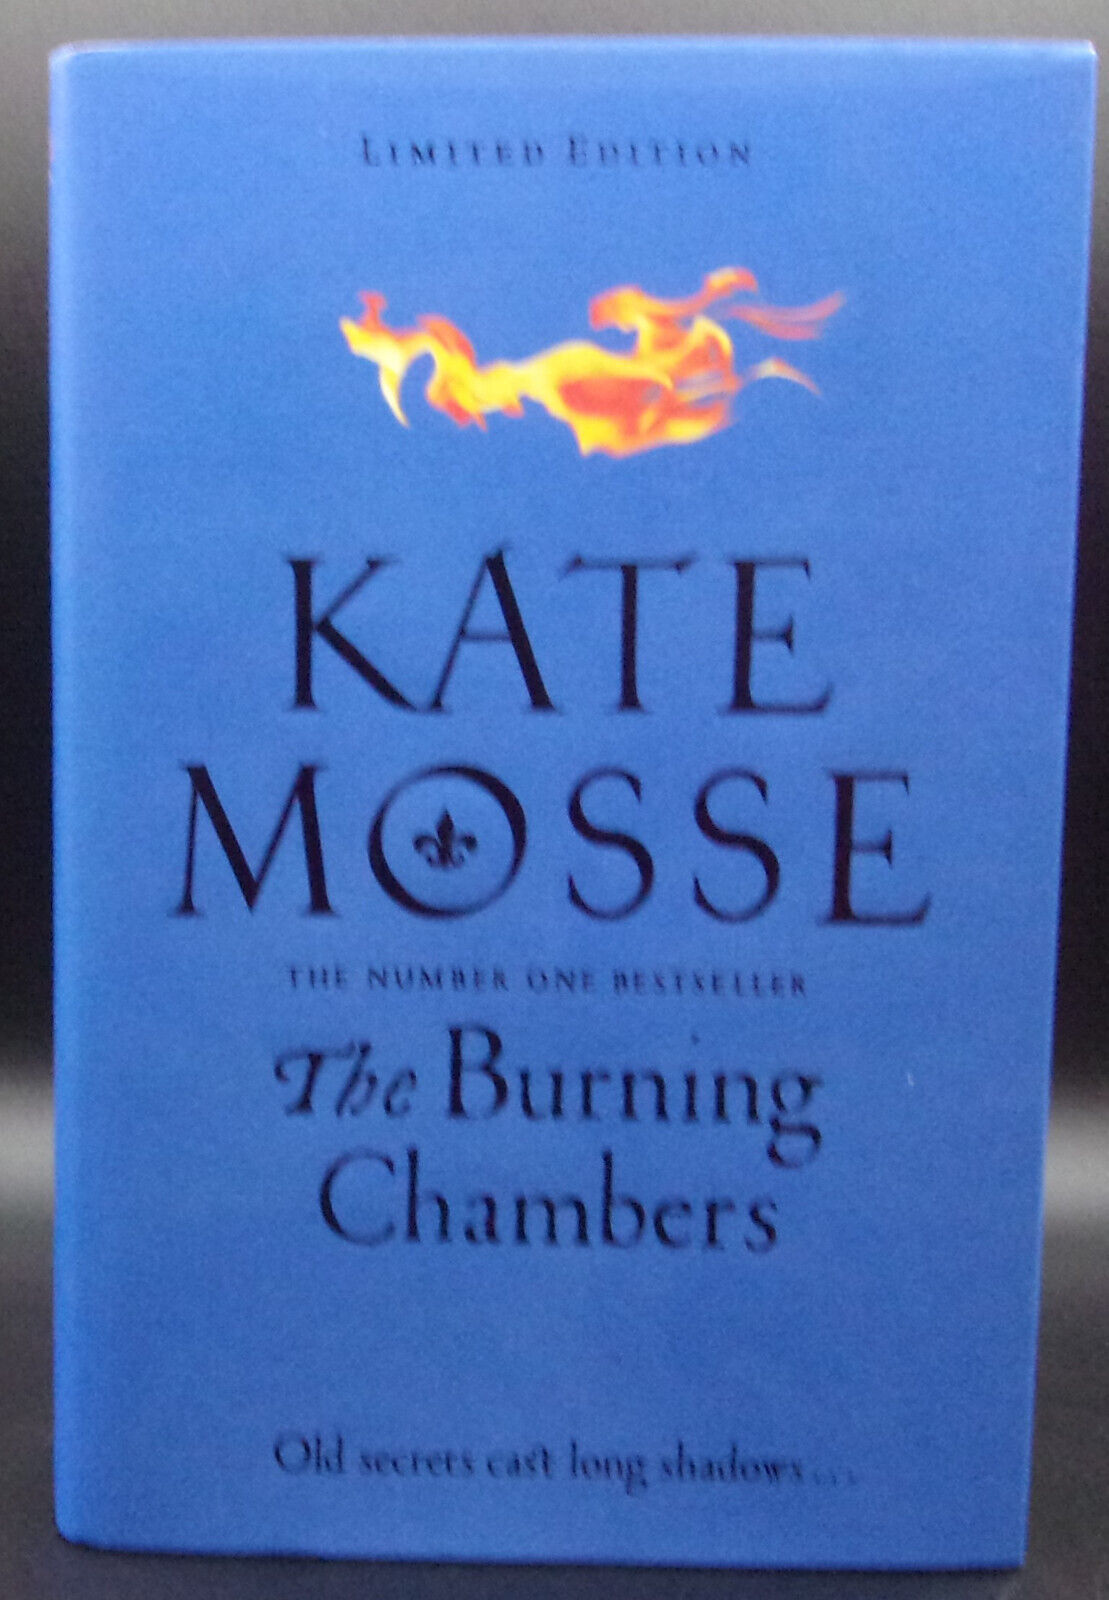 LIMITED EDITION
KATE
MOSSE
THE NUMBER ONE BESTSELLER
The Burning
Chambers
Old secrets cast long shadows...